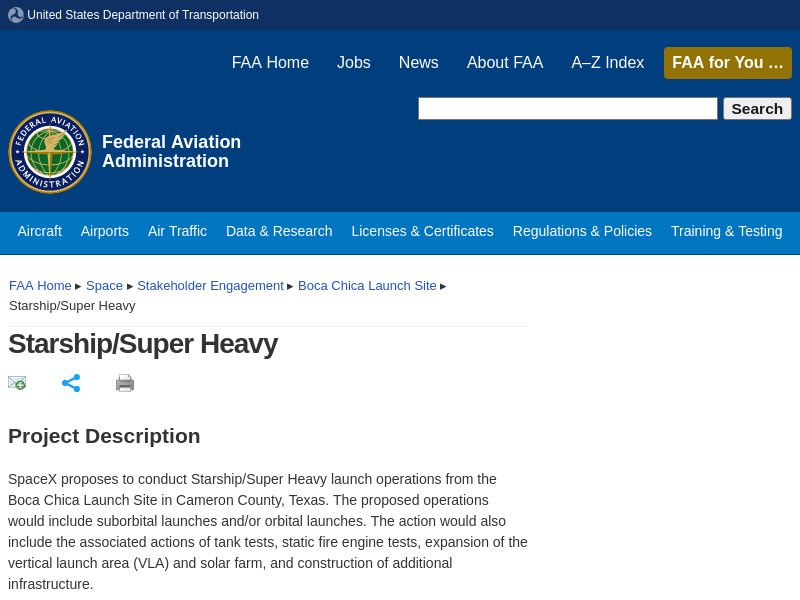 United States Department of Transportation
FAA Home Jobs News About FAA A–Z Index FAA for You …
Search
FEDERAL AVIATION ADMINISTRATION
Federal Aviation
Administration
Aircraft Airports Air Traffic Data & Research Licenses & Certificates Regulations & Policies Training & Testing
FAA Home ▸ Space ▸ Stakeholder Engagement ▸ Boca Chica Launch Site ▸
Starship/Super Heavy
Starship/Super Heavy
Project Description
SpaceX proposes to conduct Starship/Super Heavy launch operations from the
Boca Chica Launch Site in Cameron County, Texas. The proposed operations
would include suborbital launches and/or orbital launches. The action would also
include the associated actions of tank tests, static fire engine tests, expansion of the
vertical launch area (VLA) and solar farm, and construction of additional
infrastructure.